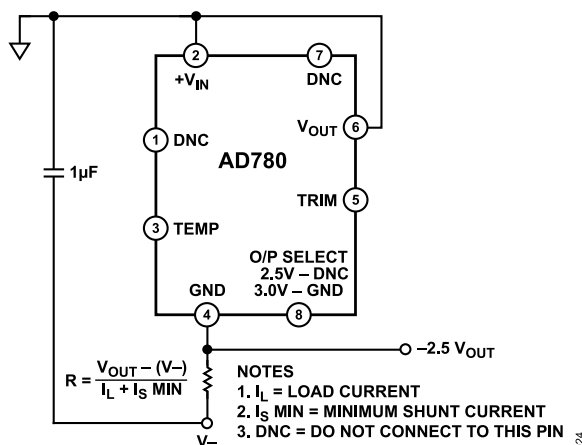 2
7
+VIN
DNC
VOUT
6
1
DNC
AD780
1µF
TRIM
5
3
TEMP
O/P SELECT
2.5V – DNC
3.0V – GND
GND
4
8
–2.5 VOUT
R = VOUT – (V–) / IL + IS MIN
NOTES
1. IL = LOAD CURRENT
2. IS MIN = MINIMUM SHUNT CURRENT
3. DNC = DO NOT CONNECT TO THIS PIN
V–
24